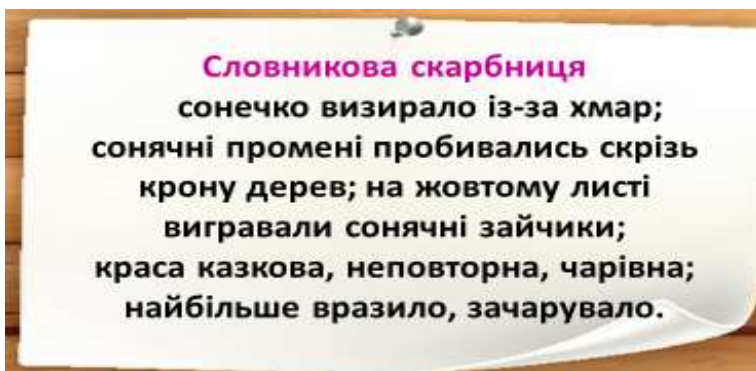 Словникова скарбниця
сонечко визирало із-за хмар;
сонячні промені пробивались скрізь
крону дерев; на жовтому листі
вигравали сонячні зайчики;
краса казкова, неповторна, чарівна;
найбільше вразило, зачарувало.